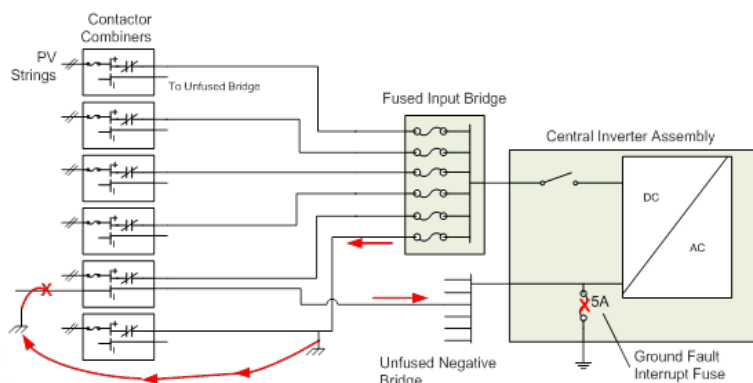 Contactor
Combiners
PV
Strings
To Unfused Bridge
Fused Input Bridge
Central Inverter Assembly
DC
AC
5A
Ground Fault
Interrupt Fuse
Unfused Negative
Bridge